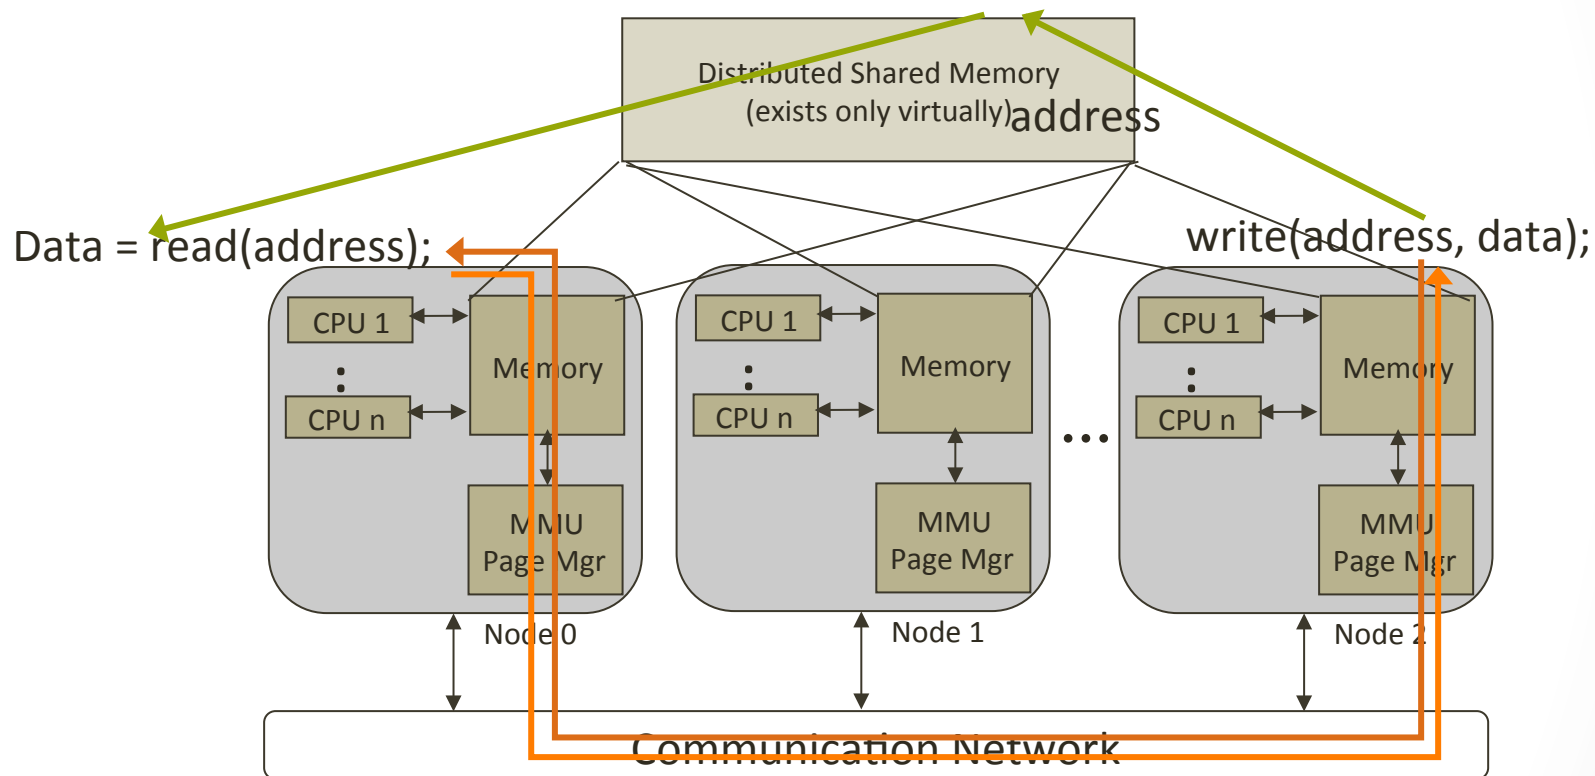 Distributed Shared Memory
(exists only virtually)
address
Data = read(address);
write(address, data);
CPU 1
:
CPU n
Memory
MMU
Page Mgr
Node 0
CPU 1
:
CPU n
Memory
MMU
Page Mgr
Node 1
...
CPU 1
:
CPU n
Memory
MMU
Page Mgr
Node 2
Communication Network